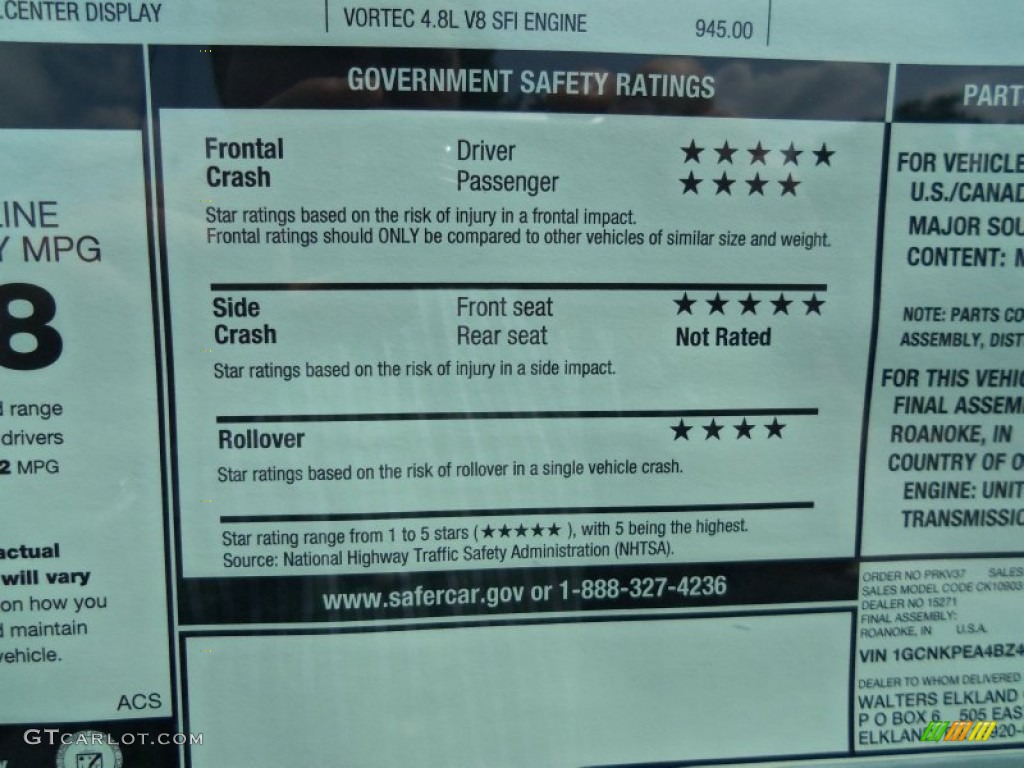 CENTER DISPLAY
VORTEC 4.8L V8 SFI ENGINE 945.00
GOVERNMENT SAFETY RATINGS
Frontal Crash
Driver ★★★★★
Passenger ★★★★
Star ratings based on the risk of injury in a frontal impact.
Frontal ratings should ONLY be compared to other vehicles of similar size and weight.
Side Crash
Front seat ★★★★★
Rear seat Not Rated
Star ratings based on the risk of injury in a side impact.
Rollover ★★★★
Star ratings based on the risk of rollover in a single vehicle crash.
Star rating range from 1 to 5 stars (★★★★★), with 5 being the highest.
Source: National Highway Traffic Safety Administration (NHTSA).
www.safercar.gov or 1-888-327-4236
MPG
8
range
drivers
2 MPG
actual
will vary
on how you
maintain
vehicle.
ACS
FOR VEHICLE
U.S./CANAD
MAJOR SOU
CONTENT:
NOTE: PARTS CO
ASSEMBLY, DIST
FOR THIS VEHIC
FINAL ASSEM
ROANOKE, IN
COUNTRY OF O
ENGINE: UNIT
TRANSMISSIO
ORDER NO PRKV37 SALES
SALES MODEL CODE CK10903
DEALER NO 15271
FINAL ASSEMBLY:
ROANOKE, IN U.S.A.
VIN 1GCNKPEA4BZ4
DEALER TO WHOM DELIVERED
WALTERS ELKLAND
P O BOX 6 505 EAS
ELKLAN 920-
GTCARLOT.COM